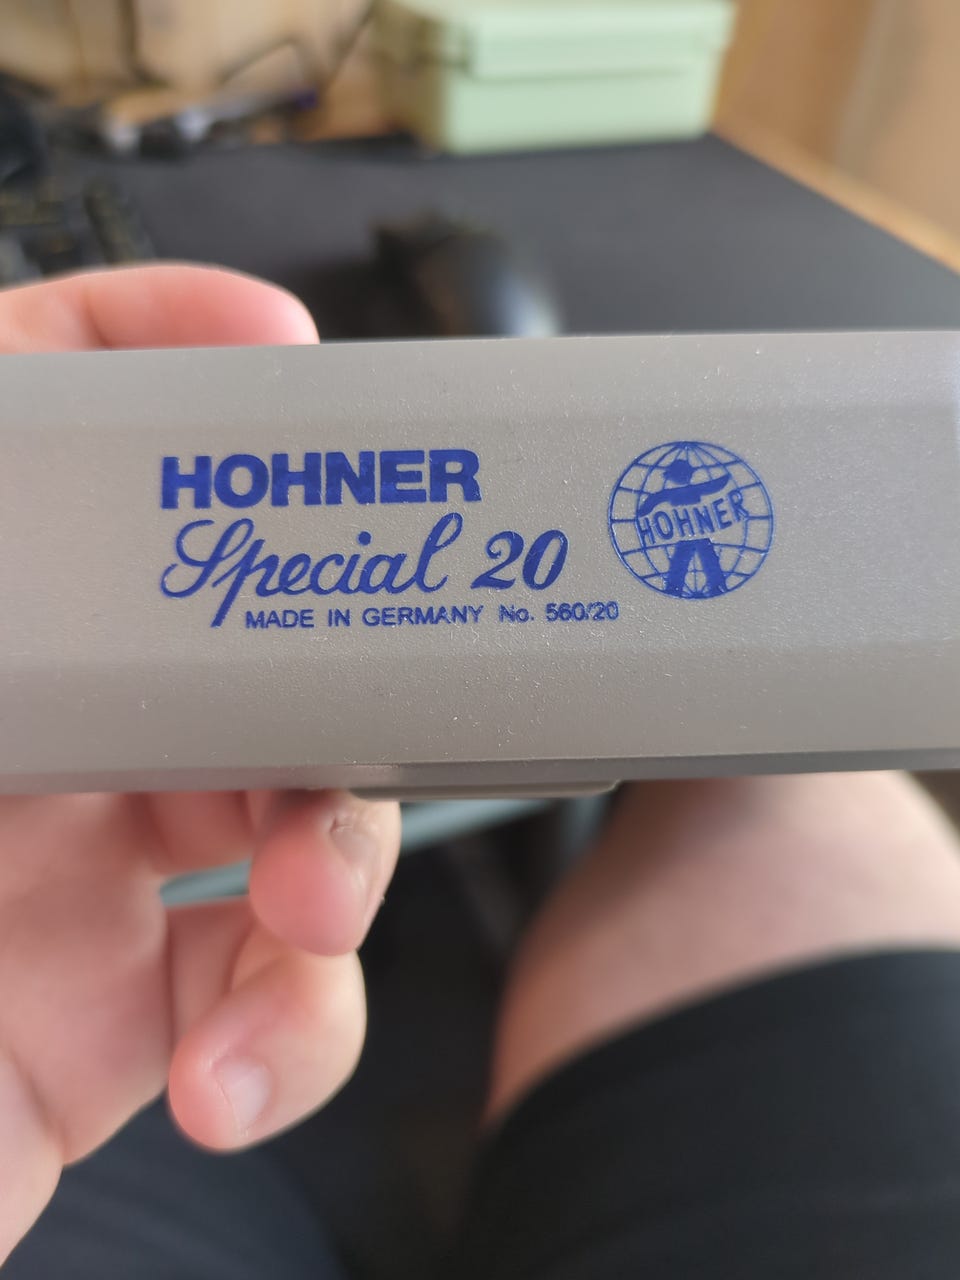 HOHNER
Special 20
MADE IN GERMANY No. 560/20
HOHNER